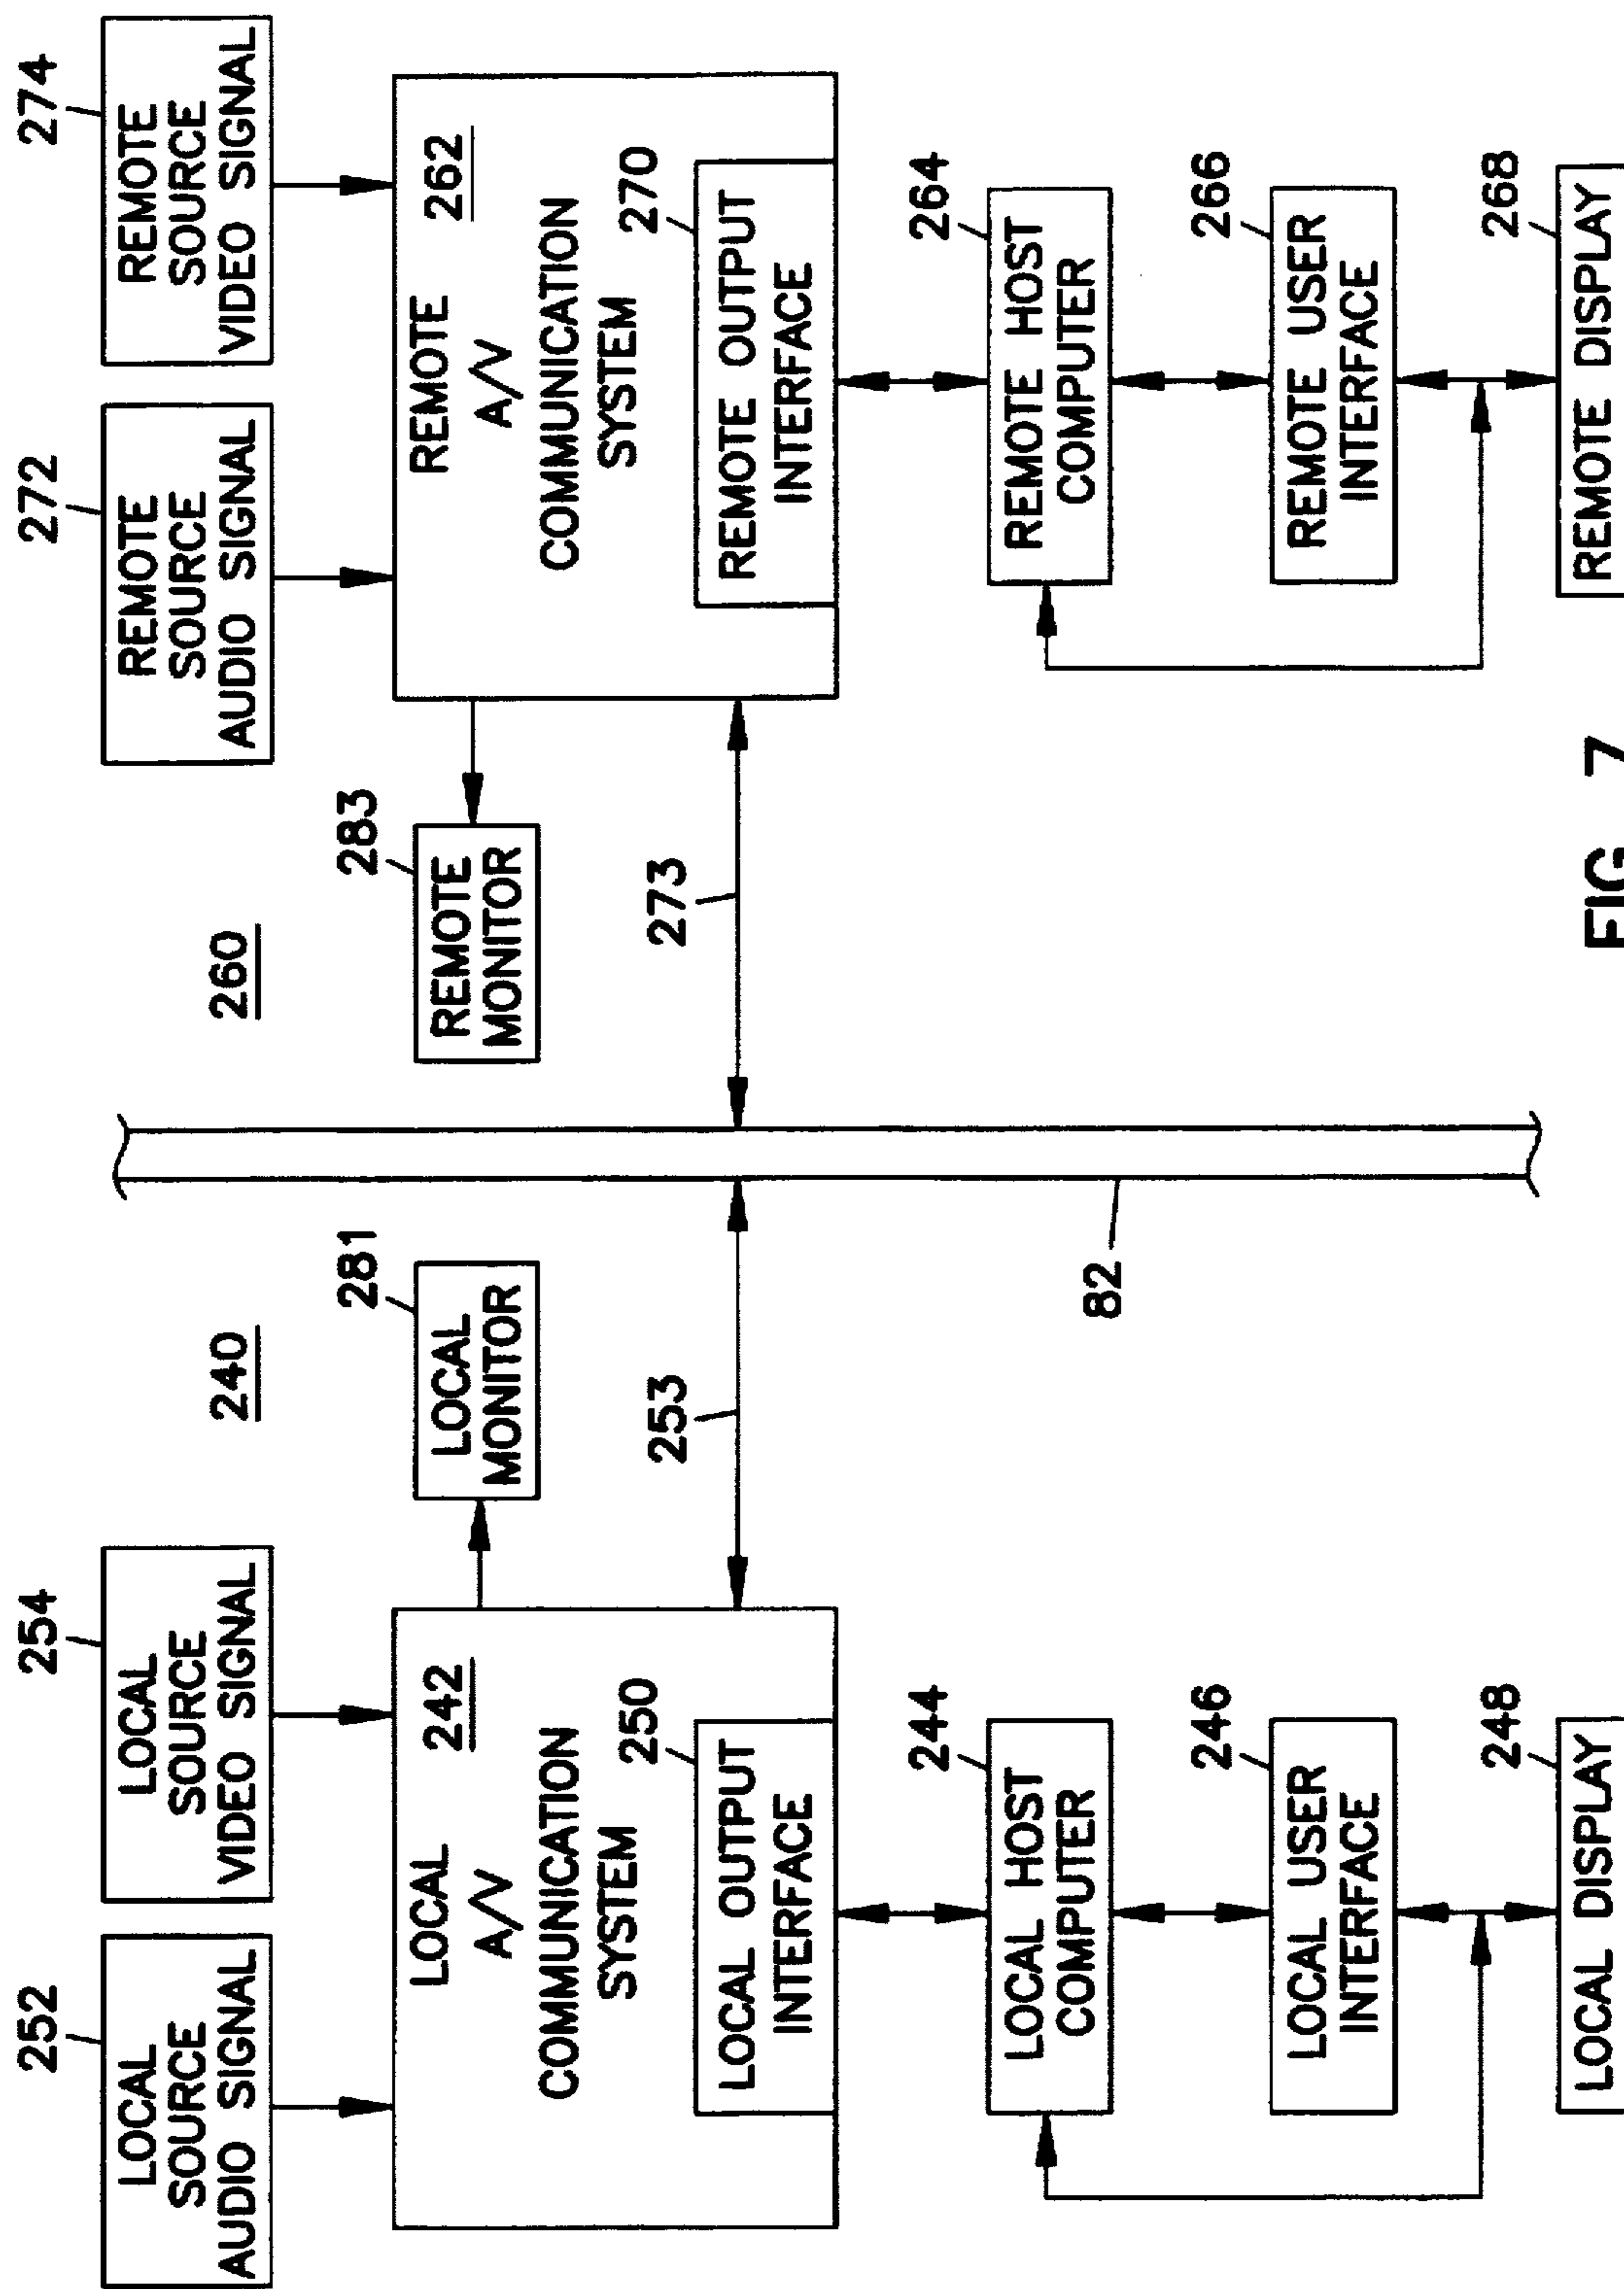 252
LOCAL
SOURCE
AUDIO SIGNAL
254
LOCAL
SOURCE
VIDEO SIGNAL
272
REMOTE
SOURCE
AUDIO SIGNAL
274
REMOTE
SOURCE
VIDEO SIGNAL
240
260
LOCAL 242
A/V
COMMUNICATION
SYSTEM
250
LOCAL OUTPUT
INTERFACE
281
LOCAL
MONITOR
283
REMOTE
MONITOR
REMOTE 262
A/V
COMMUNICATION
SYSTEM
270
REMOTE OUTPUT
INTERFACE
253
273
244
LOCAL HOST
COMPUTER
82
264
REMOTE HOST
COMPUTER
246
LOCAL USER
INTERFACE
266
REMOTE USER
INTERFACE
248
LOCAL DISPLAY
268
REMOTE DISPLAY
FIG 7